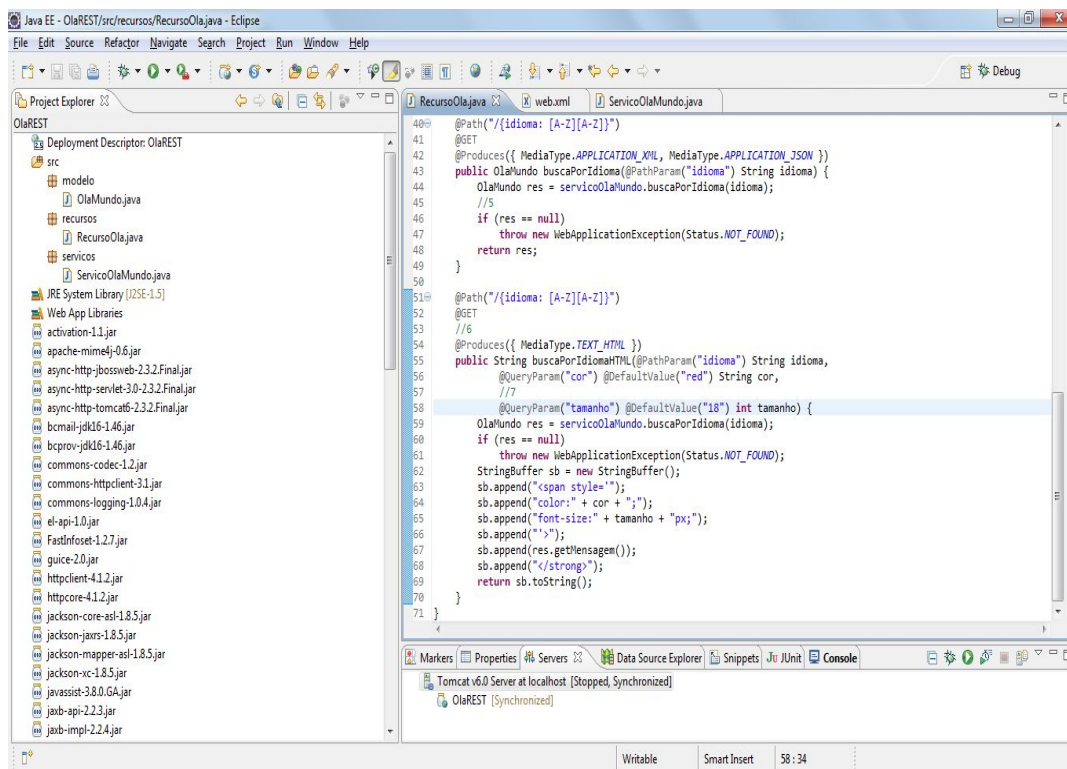 Java EE - OlaREST/src/recursos/RecursoOla.java - Eclipse
File Edit Source Refactor Navigate Search Project Run Window Help
Debug
Project Explorer
OlaREST
Deployment Descriptor: OlaREST
src
modelo
OlaMundo.java
recursos
RecursoOla.java
servicos
ServicoOlaMundo.java
JRE System Library [J2SE-1.5]
Web App Libraries
activation-1.1.jar
apache-mime4j-0.6.jar
async-http-jbossweb-2.3.2.Final.jar
async-http-servlet-3.0-2.3.2.Final.jar
async-http-tomcat6-2.3.2.Final.jar
bcmail-jdk16-1.46.jar
bcprov-jdk16-1.46.jar
commons-codec-1.2.jar
commons-httpclient-3.1.jar
commons-logging-1.0.4.jar
el-api-1.0.jar
FastInfoset-1.2.7.jar
guice-2.0.jar
httpclient-4.1.2.jar
httpcore-4.1.2.jar
jackson-core-asl-1.8.5.jar
jackson-jaxrs-1.8.5.jar
jackson-mapper-asl-1.8.5.jar
jackson-xc-1.8.5.jar
javassist-3.8.0.GA.jar
jaxb-api-2.2.3.jar
jaxb-impl-2.2.4.jar
RecursoOla.java web.xml ServicoOlaMundo.java
40 @Path("/{idioma: [A-Z][A-Z]}")
41 @GET
42 @Produces({ MediaType.APPLICATION_XML, MediaType.APPLICATION_JSON })
43 public OlaMundo buscaPorIdioma(@PathParam("idioma") String idioma) {
44 OlaMundo res = servicoOlaMundo.buscaPorIdioma(idioma);
45 //5
46 if (res == null)
47 throw new WebApplicationException(Status.NOT_FOUND);
48 return res;
49 }
50
51 @Path("/{idioma: [A-Z][A-Z]}")
52 @GET
53 //6
54 @Produces({ MediaType.TEXT_HTML })
55 public String buscaPorIdiomaHTML(@PathParam("idioma") String idioma,
56 @QueryParam("cor") @DefaultValue("red") String cor,
57 //7
58 @QueryParam("tamanho") @DefaultValue("18") int tamanho) {
59 OlaMundo res = servicoOlaMundo.buscaPorIdioma(idioma);
60 if (res == null)
61 throw new WebApplicationException(Status.NOT_FOUND);
62 StringBuffer sb = new StringBuffer();
63 sb.append("<span style='");
64 sb.append("color:" + cor + ";");
65 sb.append("font-size:" + tamanho + "px;");
66 sb.append("'>");
67 sb.append(res.getMensagem());
68 sb.append("</strong>");
69 return sb.toString();
70 }
71 }
Markers Properties Servers Data Source Explorer Snippets JUnit Console
Tomcat v6.0 Server at localhost [Stopped, Synchronized]
OlaREST [Synchronized]
Writable Smart Insert 58 : 34